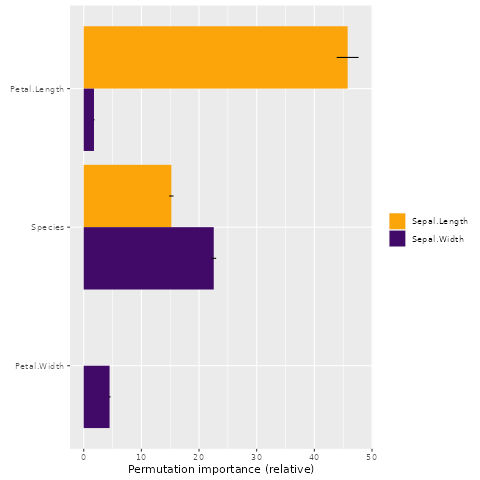 Petal.Length
Species
Petal.Width
0 10 20 30 40 50
Permutation importance (relative)
Sepal.Length
Sepal.Width